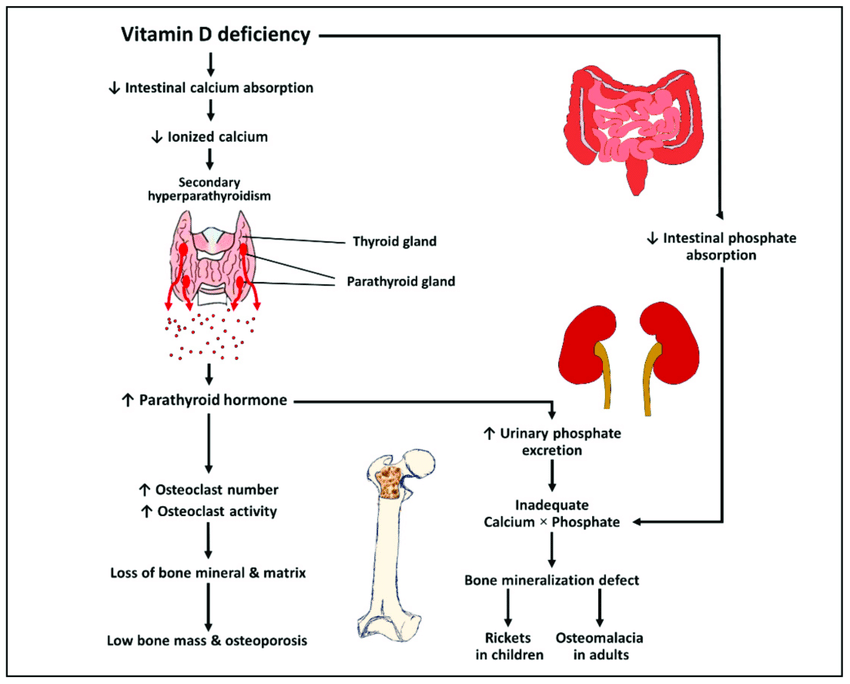 Vitamin D deficiency
↓ Intestinal calcium absorption
↓ Ionized calcium
Secondary
hyperparathyroidism
Thyroid gland
Parathyroid gland
↓ Intestinal phosphate
absorption
↑ Parathyroid hormone
↑ Urinary phosphate
excretion
↑ Osteoclast number
↑ Osteoclast activity
Inadequate
Calcium × Phosphate
Loss of bone mineral & matrix
Bone mineralization defect
Low bone mass & osteoporosis
Rickets
in children
Osteomalacia
in adults